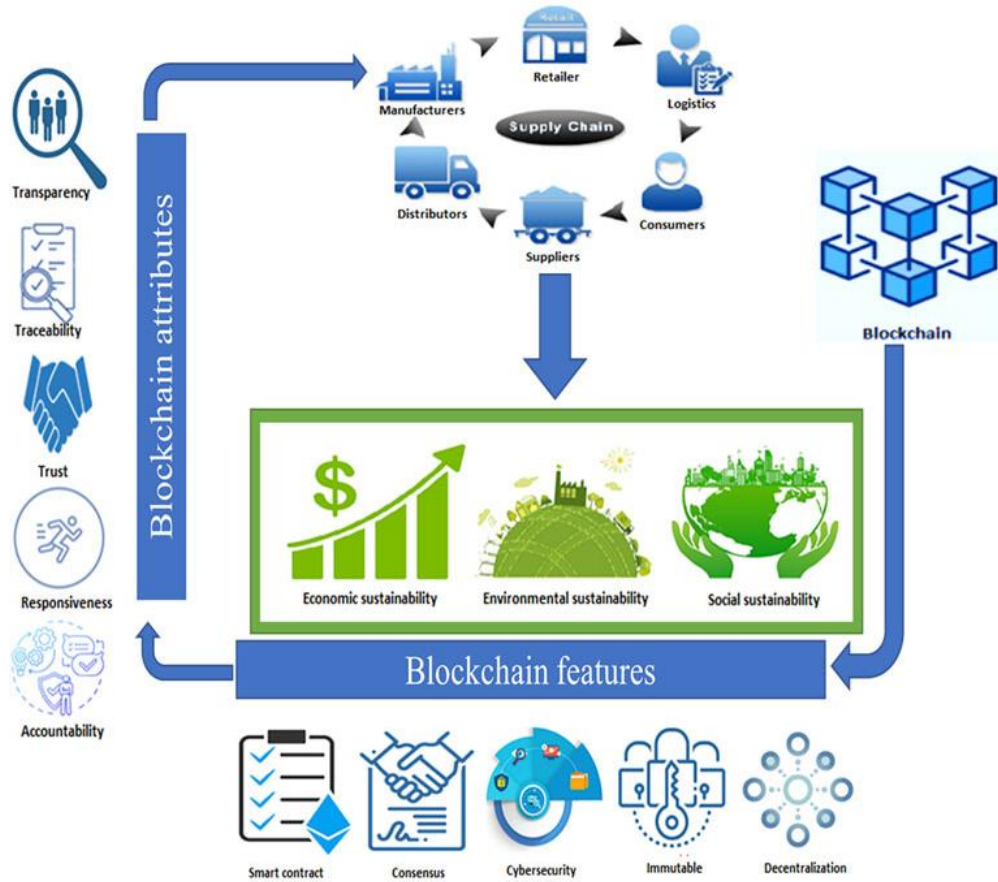 Retail
Retailer
Manufacturers
Logistics
Supply Chain
Distributors
Consumers
Suppliers
Transparency
Traceability
Trust
Responsiveness
Accountability
Blockchain attributes
Blockchain
$
Economic sustainability
Environmental sustainability
Social sustainability
Blockchain features
Smart contract
Consensus
Cybersecurity
Immutable
Decentralization